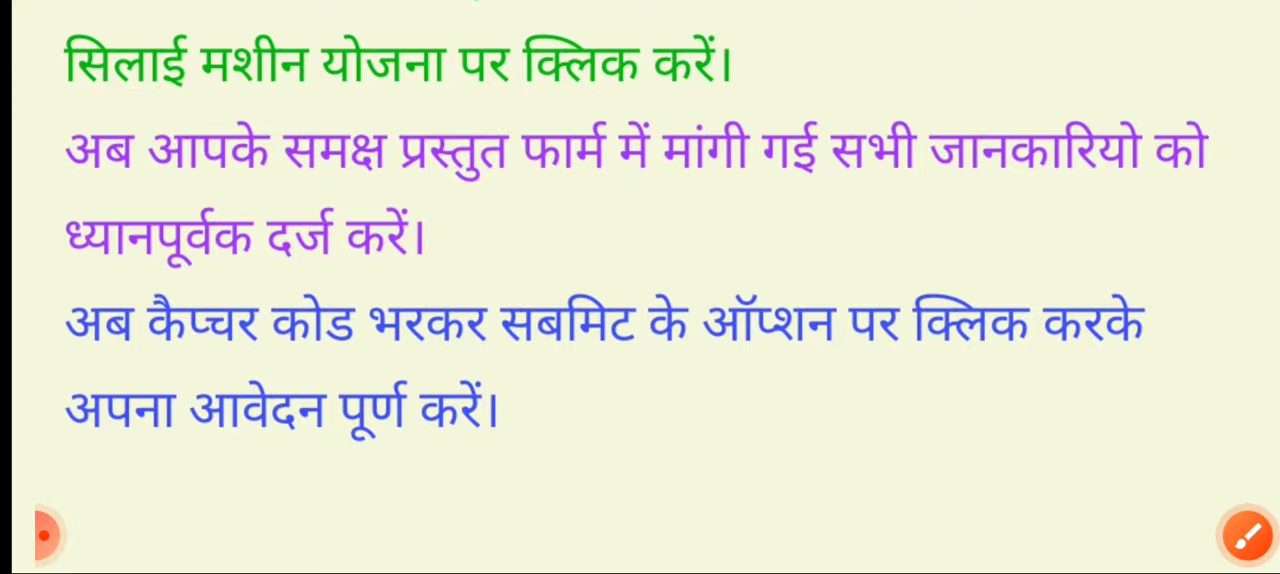 सिलाई मशीन योजना पर क्लिक करें।
अब आपके समक्ष प्रस्तुत फार्म में मांगी गई सभी जानकारियो को
ध्यानपूर्वक दर्ज करें।
अब कैप्चर कोड भरकर सबमिट के ऑप्शन पर क्लिक करके
अपना आवेदन पूर्ण करें।